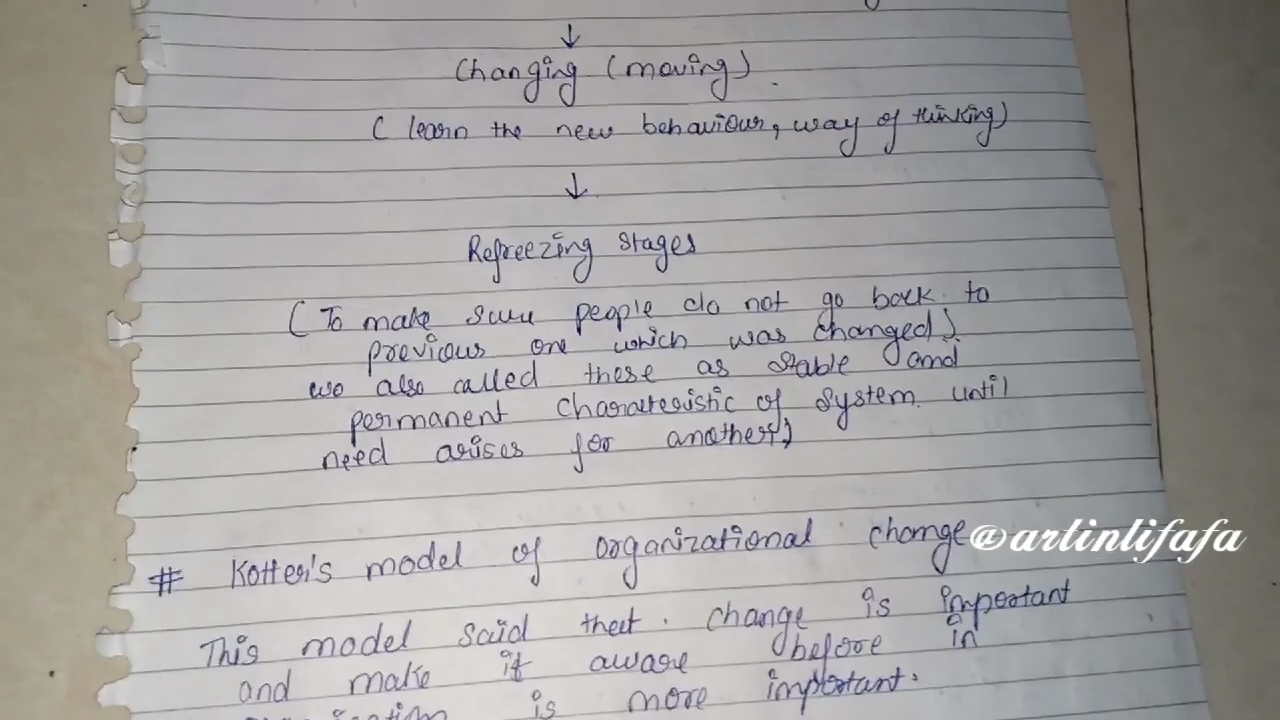 ↓
Changing (moving).
( learn the new behaviour, way of thinking)
↓
Refreezing stages
( To make sure people do not go back to
previous one which was changed).
we also called these as stable and
permanent characteristic of system until
need arises for another)
# Kotter's model of organizational change
@artinlifafa
This model said that change is important
and make it aware before in
is more important.